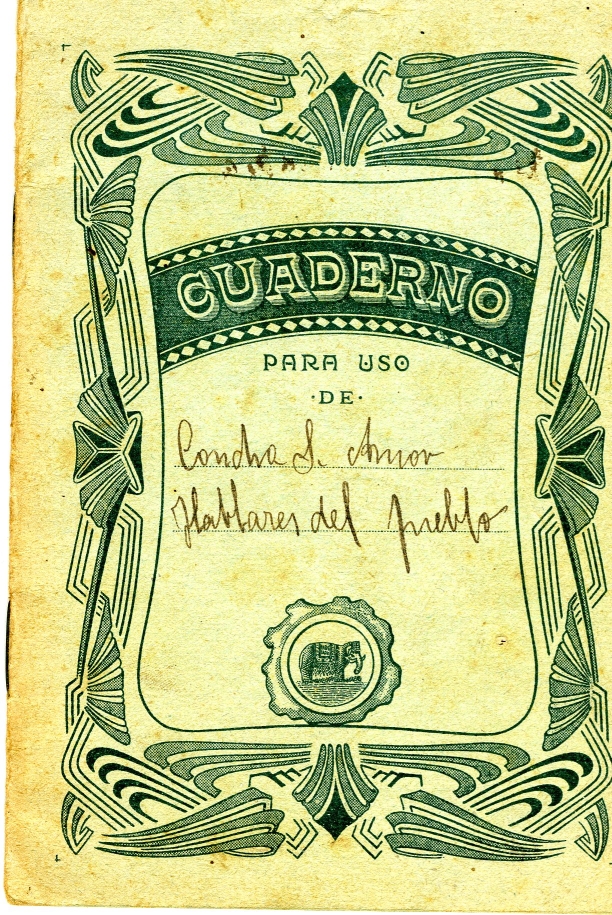 CUADERNO
PARA USO
·DE·
Concha S. Amor
Hablares del pueblo